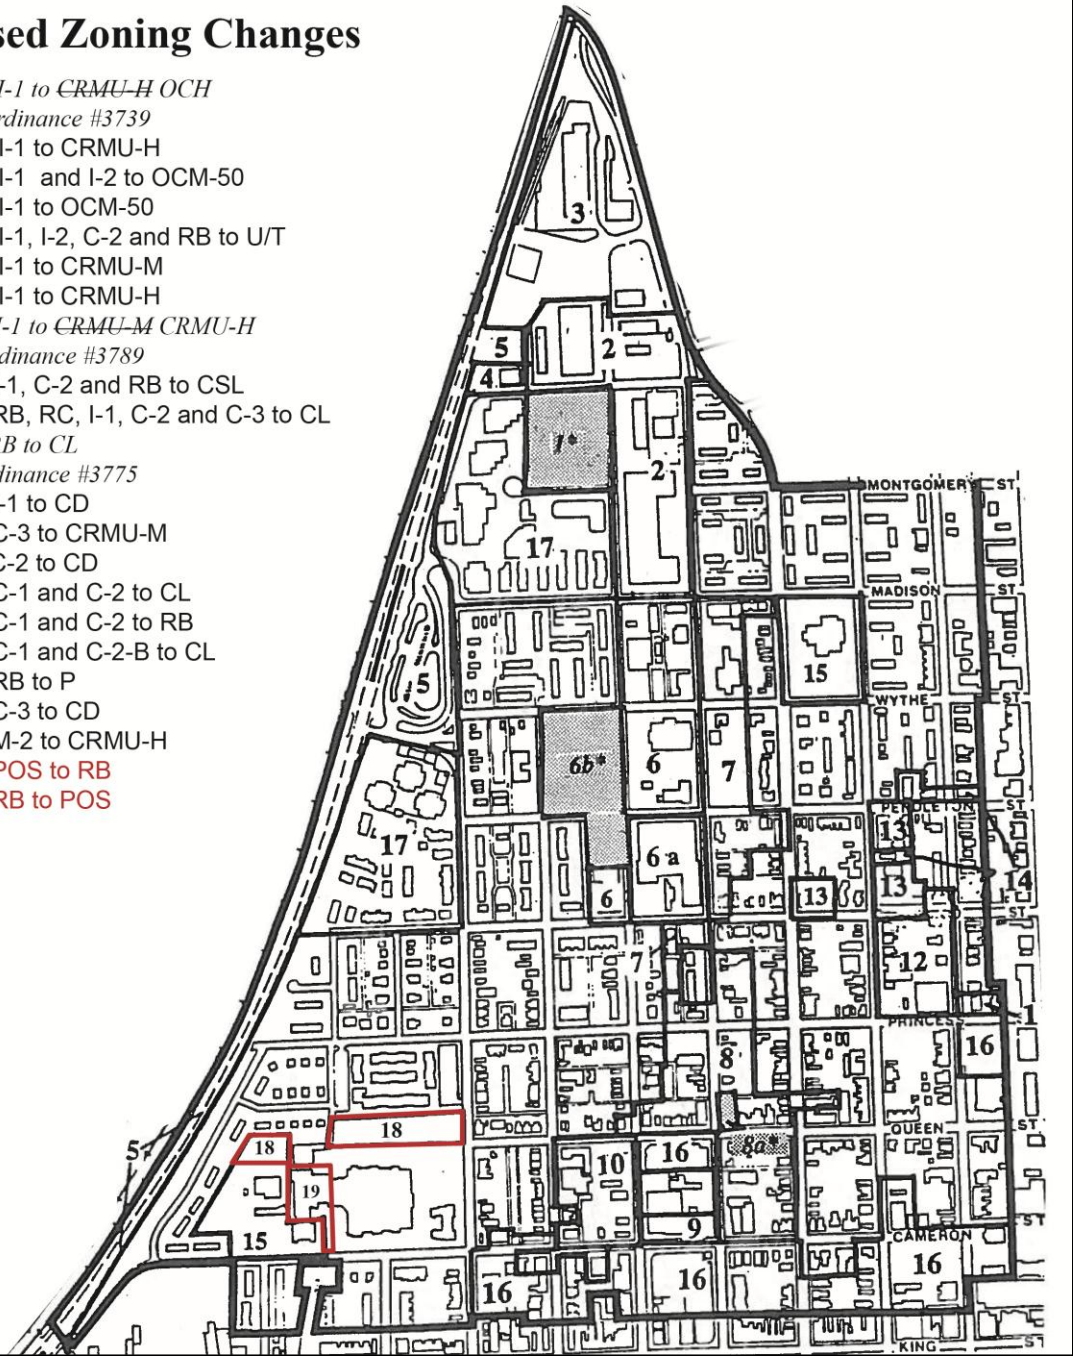 sed Zoning Changes
I-1 to CRMU-H OCH
rdinance #3739
I-1 to CRMU-H
I-1 and I-2 to OCM-50
I-1 to OCM-50
I-1, I-2, C-2 and RB to U/T
I-1 to CRMU-M
I-1 to CRMU-H
I-1 to CRMU-M CRMU-H
dinance #3789
-1, C-2 and RB to CSL
RB, RC, I-1, C-2 and C-3 to CL
RB to CL
dinance #3775
-1 to CD
C-3 to CRMU-M
C-2 to CD
C-1 and C-2 to CL
C-1 and C-2 to RB
C-1 and C-2-B to CL
RB to P
C-3 to CD
M-2 to CRMU-H
POS to RB
RB to POS
3
5
2
4
1*
2
MONTGOMERY ST
17
MADISON ST
5
15
WYTHE ST
6b*
6
7
PENDLETON ST
13
17
6a
6
13
13
14
ST
7
12
PRINCESS
1
16
8
18
QUEEN ST
5
18
16
8a*
10
19
9
15
ST
CAMERON
16
16
16
KING ST